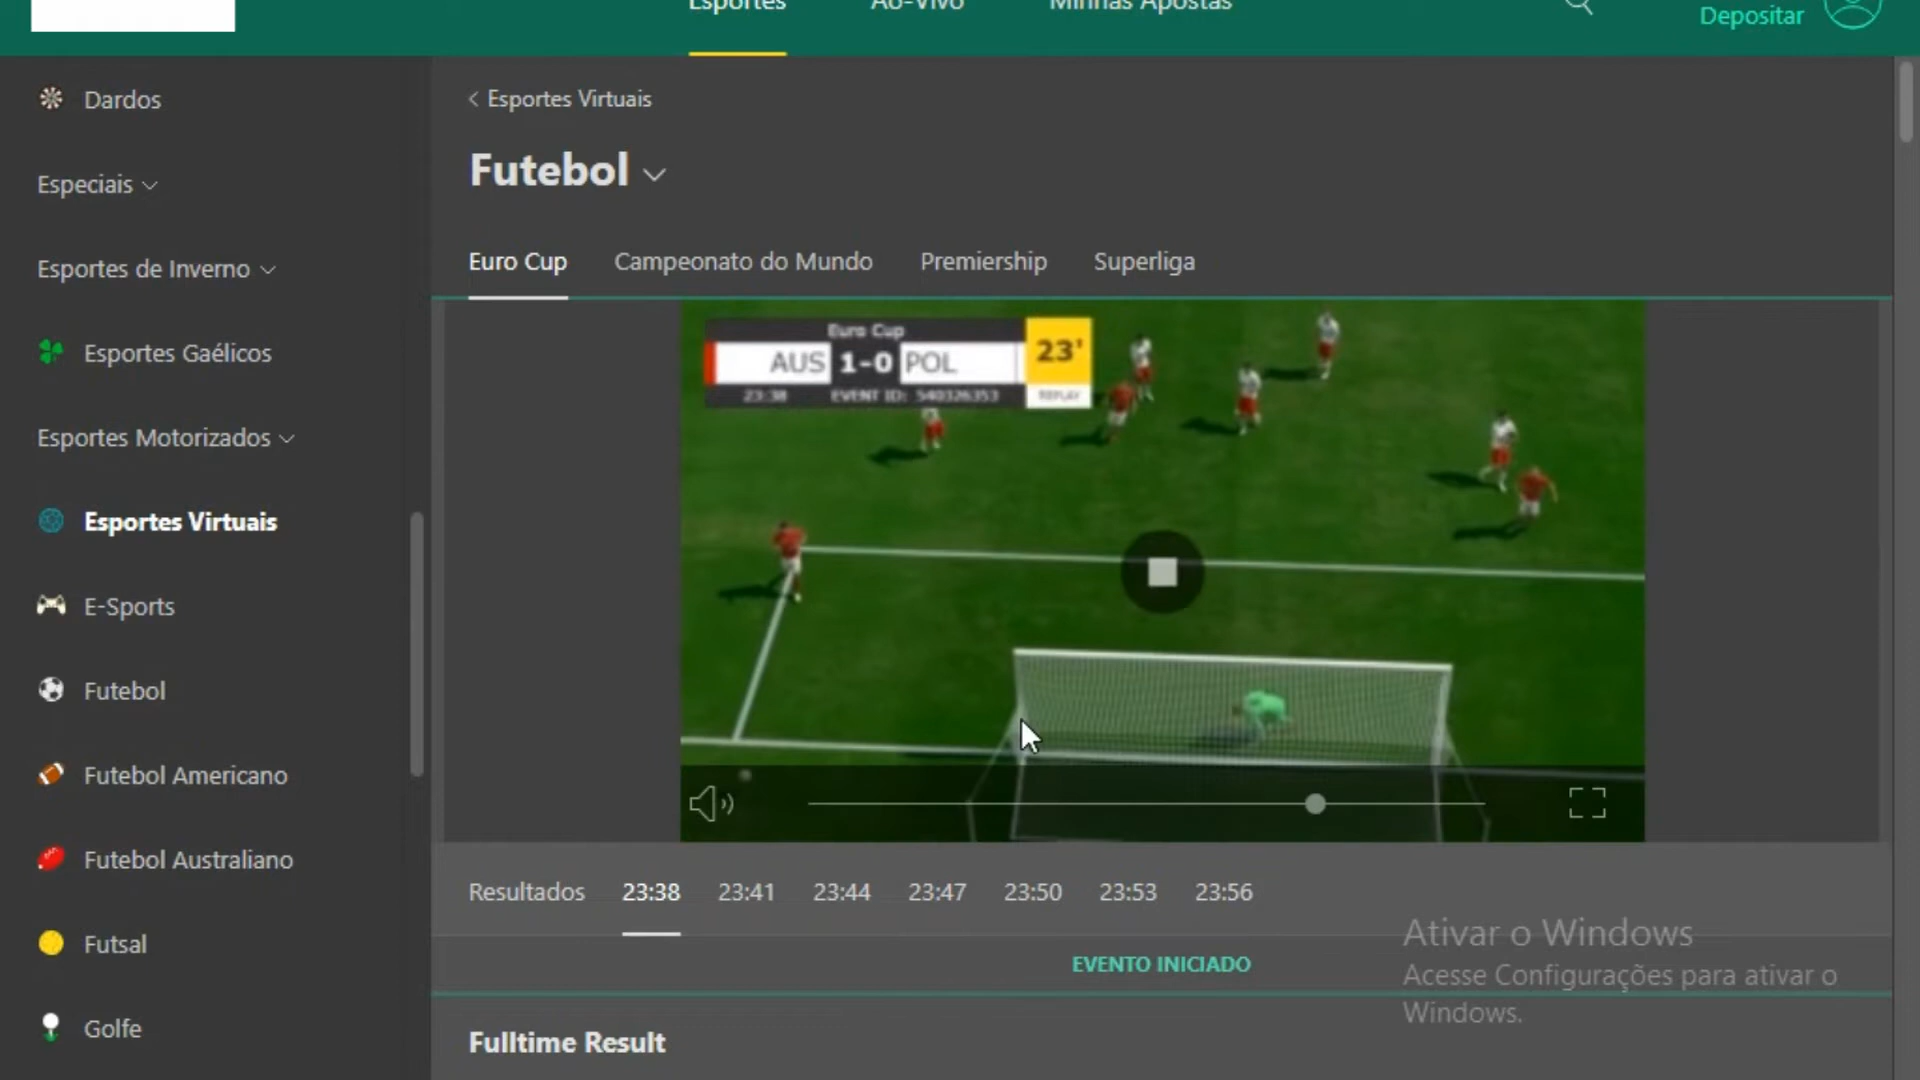 Esportes
Ao-Vivo
Minhas Apostas
Depositar
Dardos
Especiais
Esportes de Inverno
Esportes Gaélicos
Esportes Motorizados
Esportes Virtuais
E-Sports
Futebol
Futebol Americano
Futebol Australiano
Futsal
Golfe
Esportes Virtuais
Futebol
Euro Cup Campeonato do Mundo Premiership Superliga
Euro Cup
AUS 1-0 POL
23'
23:38 EVENT ID: 540326353
REPLAY
Resultados 23:38 23:41 23:44 23:47 23:50 23:53 23:56
EVENTO INICIADO
Fulltime Result
Ativar o Windows
Acesse Configurações para ativar o
Windows.